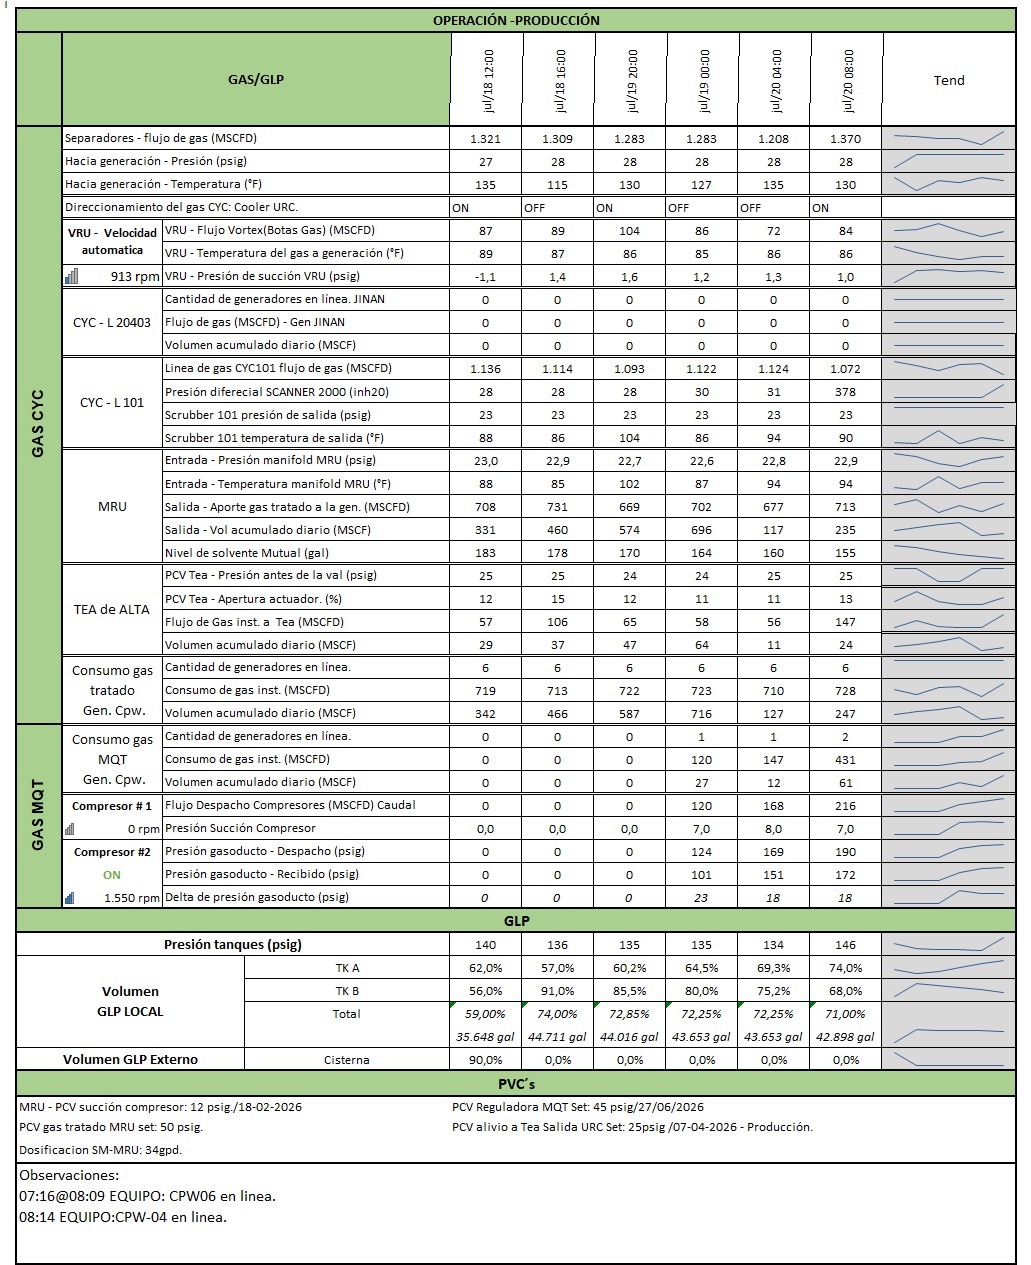 OPERACIÓN -PRODUCCIÓN
GAS/GLP jul/18 12:00 jul/18 16:00 jul/19 20:00 jul/19 00:00 jul/20 04:00 jul/20 08:00 Tend
GAS CYC
Separadores - flujo de gas (MSCFD) 1.321 1.309 1.283 1.283 1.208 1.370
Hacia generación - Presión (psig) 27 28 28 28 28 28
Hacia generación - Temperatura (°F) 135 115 130 127 135 130
Direccionamiento del gas CYC: Cooler URC. ON OFF ON OFF OFF ON
VRU - Velocidad automatica
913 rpm
VRU - Flujo Vortex(Botas Gas) (MSCFD) 87 89 104 86 72 84
VRU - Temperatura del gas a generación (°F) 89 87 86 85 86 86
VRU - Presión de succión VRU (psig) -1,1 1,4 1,6 1,2 1,3 1,0
CYC - L 20403
Cantidad de generadores en línea. JINAN 0 0 0 0 0 0
Flujo de gas (MSCFD) - Gen JINAN 0 0 0 0 0 0
Volumen acumulado diario (MSCF) 0 0 0 0 0 0
CYC - L 101
Linea de gas CYC101 flujo de gas (MSCFD) 1.136 1.114 1.093 1.122 1.124 1.072
Presión diferecial SCANNER 2000 (inh20) 28 28 28 30 31 378
Scrubber 101 presión de salida (psig) 23 23 23 23 23 23
Scrubber 101 temperatura de salida (°F) 88 86 104 86 94 90
MRU
Entrada - Presión manifold MRU (psig) 23,0 22,9 22,7 22,6 22,8 22,9
Entrada - Temperatura manifold MRU (°F) 88 85 102 87 94 94
Salida - Aporte gas tratado a la gen. (MSCFD) 708 731 669 702 677 713
Salida - Vol acumulado diario (MSCF) 331 460 574 696 117 235
Nivel de solvente Mutual (gal) 183 178 170 164 160 155
TEA de ALTA
PCV Tea - Presión antes de la val (psig) 25 25 24 24 25 25
PCV Tea - Apertura actuador. (%) 12 15 12 11 11 13
Flujo de Gas inst. a Tea (MSCFD) 57 106 65 58 56 147
Volumen acumulado diario (MSCF) 29 37 47 64 11 24
Consumo gas tratado Gen. Cpw.
Cantidad de generadores en línea. 6 6 6 6 6 6
Consumo de gas inst. (MSCFD) 719 713 722 723 710 728
Volumen acumulado diario (MSCF) 342 466 587 716 127 247
GAS MQT
Consumo gas MQT Gen. Cpw.
Cantidad de generadores en línea. 0 0 0 1 1 2
Consumo de gas inst. (MSCFD) 0 0 0 120 147 431
Volumen acumulado diario (MSCF) 0 0 0 27 12 61
Compresor # 1
0 rpm
Flujo Despacho Compresores (MSCFD) Caudal 0 0 0 120 168 216
Presión Succión Compresor 0,0 0,0 0,0 7,0 8,0 7,0
Compresor #2
ON
1.550 rpm
Presión gasoducto - Despacho (psig) 0 0 0 124 169 190
Presión gasoducto - Recibido (psig) 0 0 0 101 151 172
Delta de presión gasoducto (psig) 0 0 0 23 18 18
GLP
Presión tanques (psig) 140 136 135 135 134 146
Volumen
GLP LOCAL
TK A 62,0% 57,0% 60,2% 64,5% 69,3% 74,0%
TK B 56,0% 91,0% 85,5% 80,0% 75,2% 68,0%
Total 59,00% 74,00% 72,85% 72,25% 72,25% 71,00%
35.648 gal 44.711 gal 44.016 gal 43.653 gal 43.653 gal 42.898 gal
Volumen GLP Externo Cisterna 90,0% 0,0% 0,0% 0,0% 0,0% 0,0%
PVC´s
MRU - PCV succión compresor: 12 psig./18-02-2026 PCV Reguladora MQT Set: 45 psig/27/06/2026
PCV gas tratado MRU set: 50 psig. PCV alivio a Tea Salida URC Set: 25psig /07-04-2026 - Producción.
Dosificacion SM-MRU: 34gpd.
Observaciones:
07:16@08:09 EQUIPO: CPW06 en linea.
08:14 EQUIPO:CPW-04 en linea.